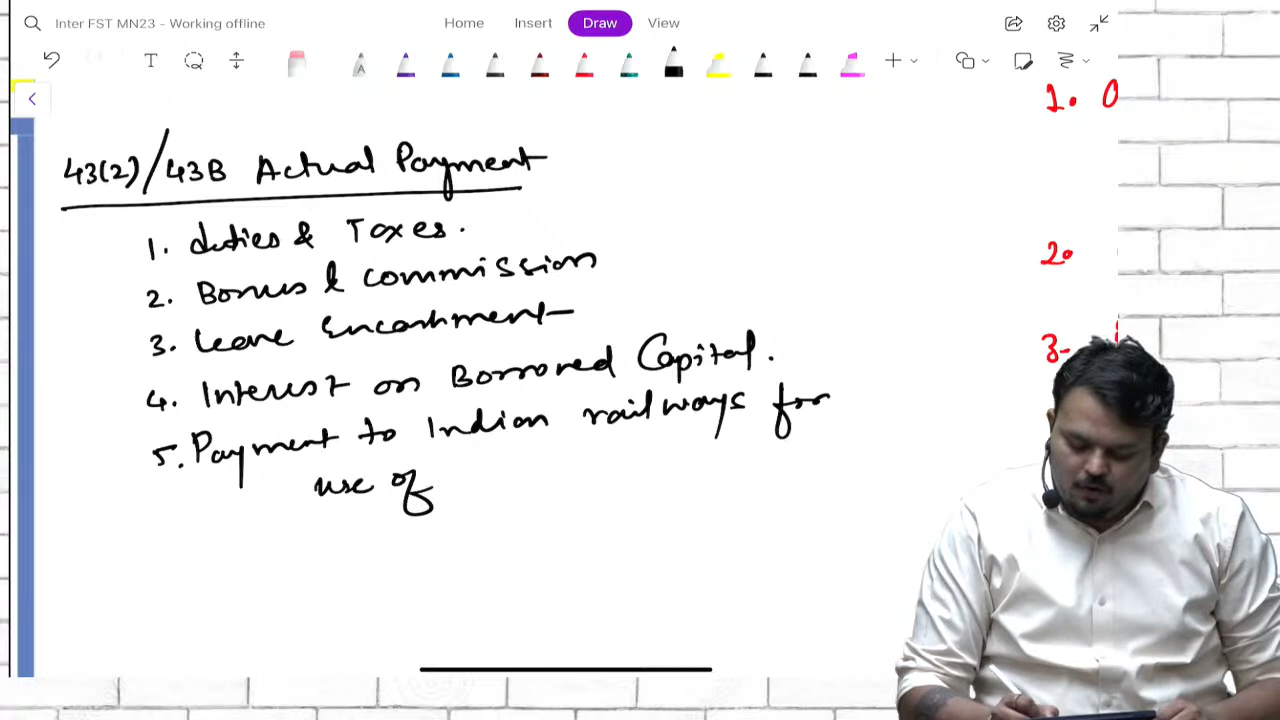 Inter FST MN23 - Working offline
Home Insert Draw View
T
A
43(2)/43B Actual Payment
1. duties & Taxes.
2. Bonus & commission
3. Leave Encashment
4. Interest on Borrowed Capital.
5. Payment to Indian railways for
use of
1.
2.
3-